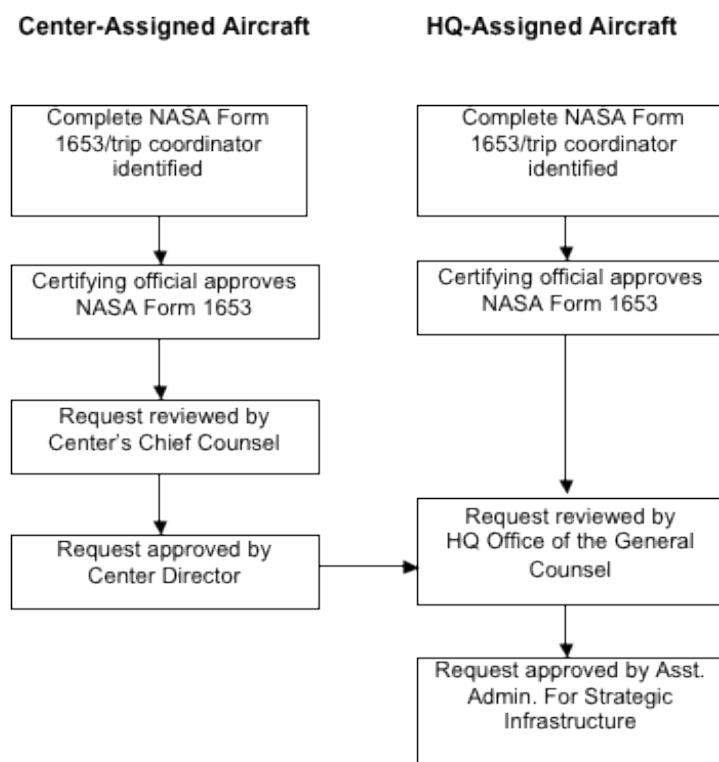 Center-Assigned Aircraft
HQ-Assigned Aircraft
Complete NASA Form
1653/trip coordinator
identified
Complete NASA Form
1653/trip coordinator
identified
Certifying official approves
NASA Form 1653
Certifying official approves
NASA Form 1653
Request reviewed by
Center's Chief Counsel
Request approved by
Center Director
Request reviewed by
HQ Office of the General
Counsel
Request approved by Asst.
Admin. For Strategic
Infrastructure